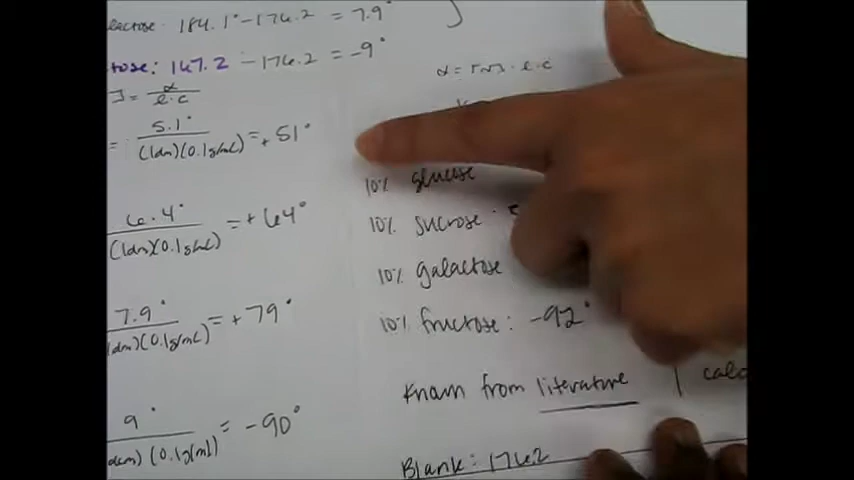 lactose: 184.1° - 176.2 = 7.9°
tose: 167.2 - 176.2 = -9°
] = α / l·c
= 5.1° / (1dm)(0.1g/mL) = +51°
6.4° / (1dm)(0.1g/mL) = +64°
7.9° / (1dm)(0.1g/mL) = +79°
9° / (1dm)(0.1g/mL) = -90°
α = [α] · l · c
10% glucose
10% sucrose:
10% galactose
10% fructose: -92°
Known from literature
calc
Blank: 176.2